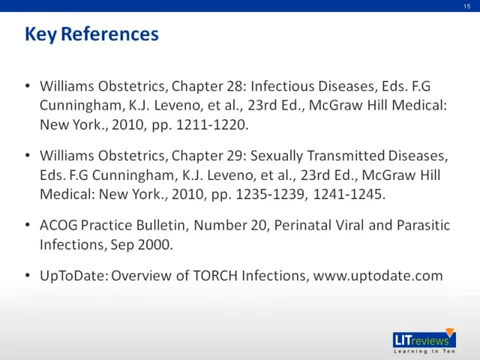 15
Key References
• Williams Obstetrics, Chapter 28: Infectious Diseases, Eds. F.G
Cunningham, K.J. Leveno, et al., 23rd Ed., McGraw Hill Medical:
New York., 2010, pp. 1211-1220.
• Williams Obstetrics, Chapter 29: Sexually Transmitted Diseases,
Eds. F.G Cunningham, K.J. Leveno, et al., 23rd Ed., McGraw Hill
Medical: New York., 2010, pp. 1235-1239, 1241-1245.
• ACOG Practice Bulletin, Number 20, Perinatal Viral and Parasitic
Infections, Sep 2000.
• UpToDate: Overview of TORCH Infections, www.uptodate.com
LITreviews
Learning in Ten